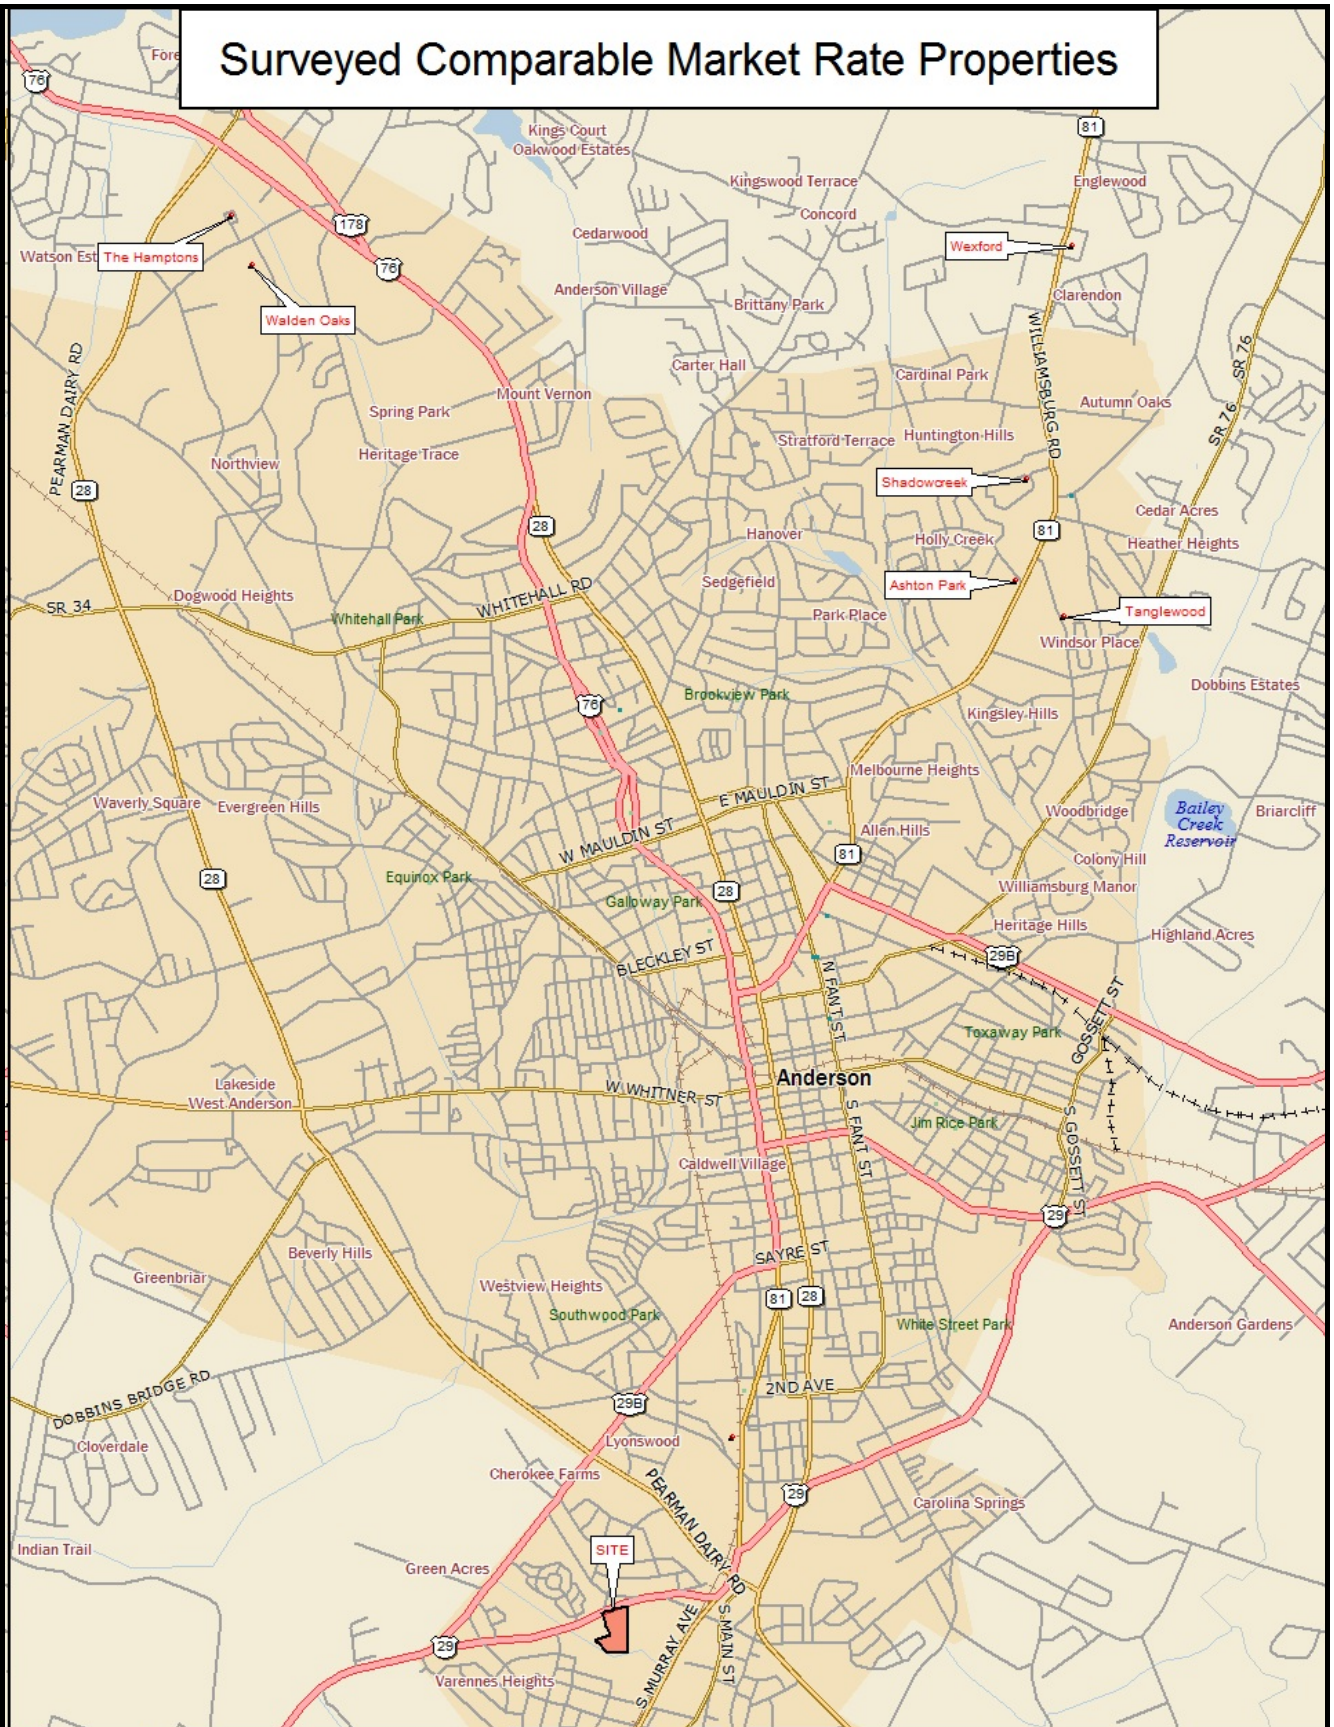 Surveyed Comparable Market Rate Properties
76
Fore
81
Kings Court
Oakwood Estates
Kingswood Terrace
Englewood
Concord
178
Cedarwood
Wexford
Watson Est
The Hamptons
76
Anderson Village
Clarendon
Brittany Park
Walden Oaks
WILLIAMSBURG RD
SR 76
Carter Hall
Cardinal Park
PEARMAN DAIRY RD
Mount Vernon
Autumn Oaks
Spring Park
SR 76
Stratford Terrace
Huntington Hills
Heritage Trace
Northview
Shadowcreek
28
Cedar Acres
28
81
Hanover
Holly Creek
Heather Heights
Sedgefield
Ashton Park
Dogwood Heights
WHITEHALL RD
SR 34
Tanglewood
Whitehall Park
Park Place
Windsor Place
Dobbins Estates
Brookview Park
76
Kingsley Hills
Melbourne Heights
E MAULDIN ST
Waverly Square
Evergreen Hills
Woodbridge
Bailey
Creek
Reservoir
Briarcliff
W MAULDIN ST
Allen Hills
81
Colony Hill
Equinox Park
28
28
Williamsburg Manor
Galloway Park
Heritage Hills
Highland Acres
BLECKLEY ST
29B
N FANT ST
GOSSETT ST
Toxaway Park
Anderson
Lakeside
West Anderson
W WHITNER ST
S FANT ST
Jim Rice Park
S GOSSETT ST
Caldwell Village
29
Beverly Hills
SAYRE ST
Greenbriar
Westview Heights
81
28
Southwood Park
White Street Park
Anderson Gardens
DOBBINS BRIDGE RD
2ND AVE
29B
Cloverdale
Lyonswood
Cherokee Farms
PEARMAN DAIRY RD
29
Carolina Springs
Indian Trail
SITE
Green Acres
S MURRAY AVE
S MAIN ST
29
Varennes Heights